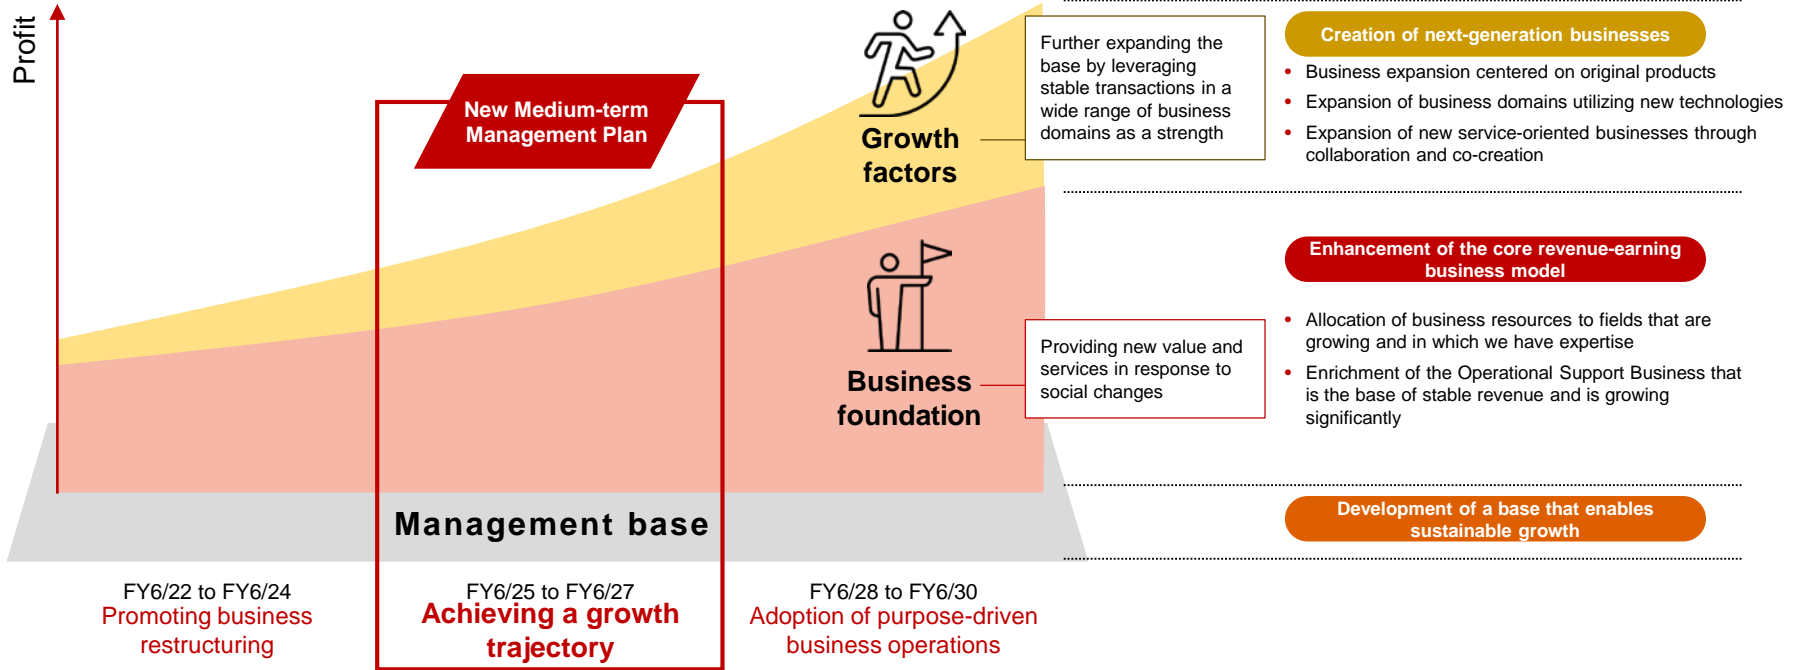 Profit
New Medium-term
Management Plan
Growth
factors
Further expanding the
base by leveraging
stable transactions in a
wide range of business
domains as a strength
Creation of next-generation businesses
• Business expansion centered on original products
• Expansion of business domains utilizing new technologies
• Expansion of new service-oriented businesses through
collaboration and co-creation
Business
foundation
Providing new value and
services in response to
social changes
Enhancement of the core revenue-earning
business model
• Allocation of business resources to fields that are
growing and in which we have expertise
• Enrichment of the Operational Support Business that
is the base of stable revenue and is growing
significantly
Management base
Development of a base that enables
sustainable growth
FY6/22 to FY6/24
Promoting business
restructuring
FY6/25 to FY6/27
Achieving a growth
trajectory
FY6/28 to FY6/30
Adoption of purpose-driven
business operations